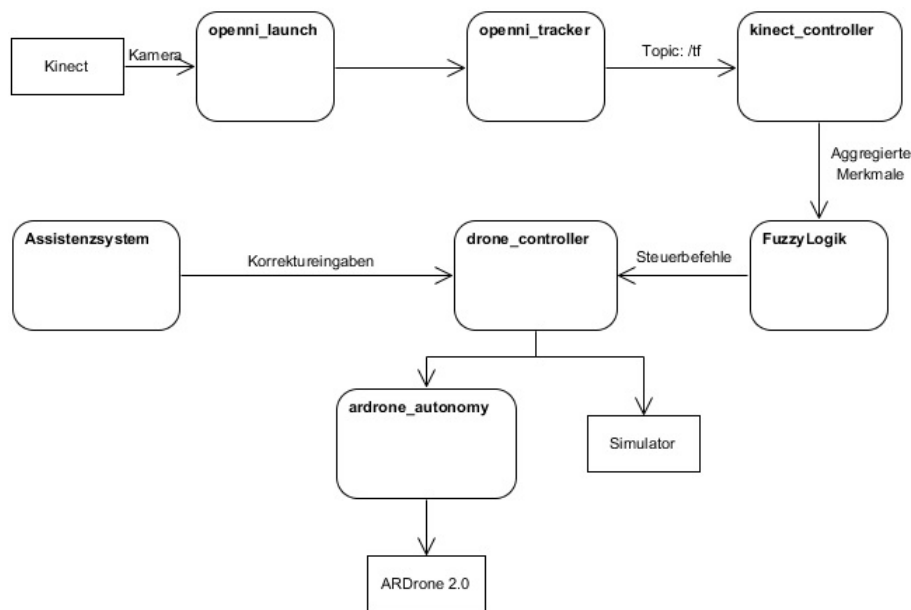 openni_launch
openni_tracker
kinect_controller
Kinect
Kamera
Topic: /tf
Aggregierte
Merkmale
Assistenzsystem
Korrektureingaben
drone_controller
Steuerbefehle
FuzzyLogik
ardrone_autonomy
Simulator
ARDrone 2.0